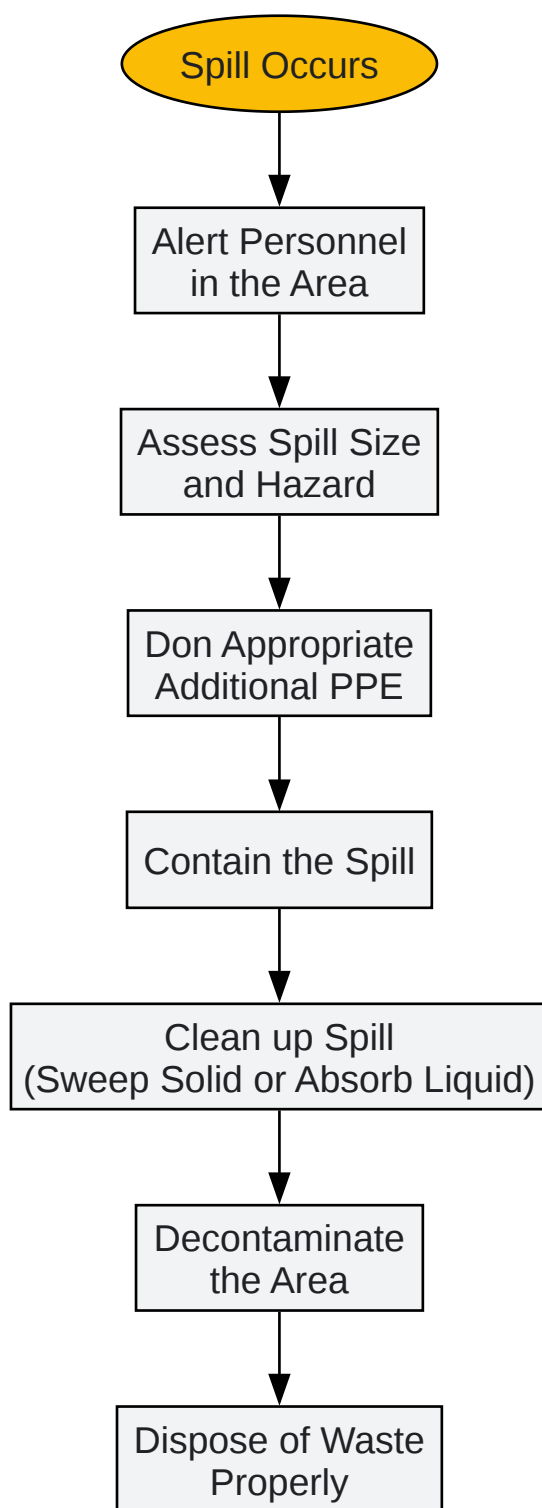 Spill Occurs
Alert Personnel
in the Area
Assess Spill Size
and Hazard
Don Appropriate
Additional PPE
Contain the Spill
Clean up Spill
(Sweep Solid or Absorb Liquid)
Decontaminate
the Area
Dispose of Waste
Properly